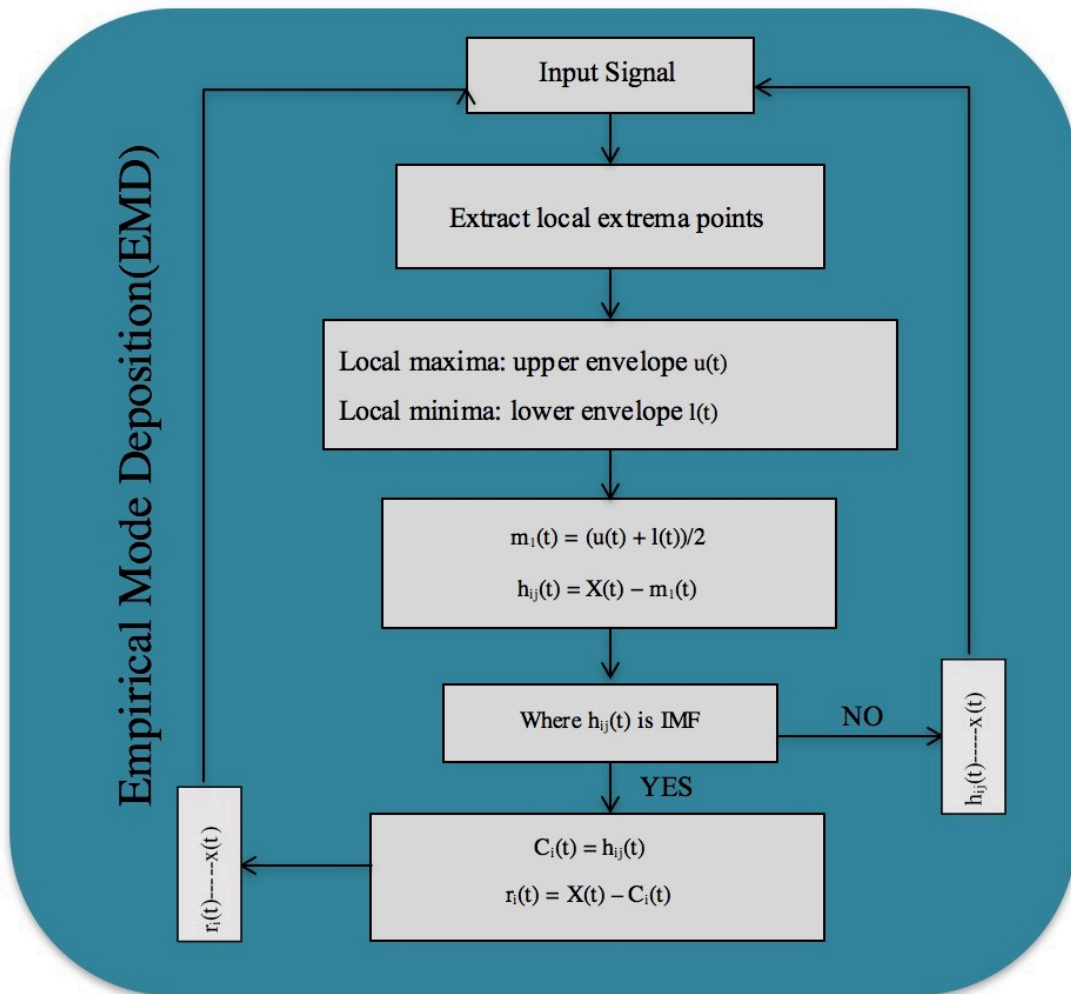 Empirical Mode Deposition(EMD)
Input Signal
Extract local extrema points
Local maxima: upper envelope u(t)
Local minima: lower envelope l(t)
m₁(t) = (u(t) + l(t))/2
hᵢⱼ(t) = X(t) – m₁(t)
Where hᵢⱼ(t) is IMF
NO
hᵢⱼ(t)-----x(t)
YES
Cᵢ(t) = hᵢⱼ(t)
rᵢ(t) = X(t) – Cᵢ(t)
rᵢ(t)-----x(t)